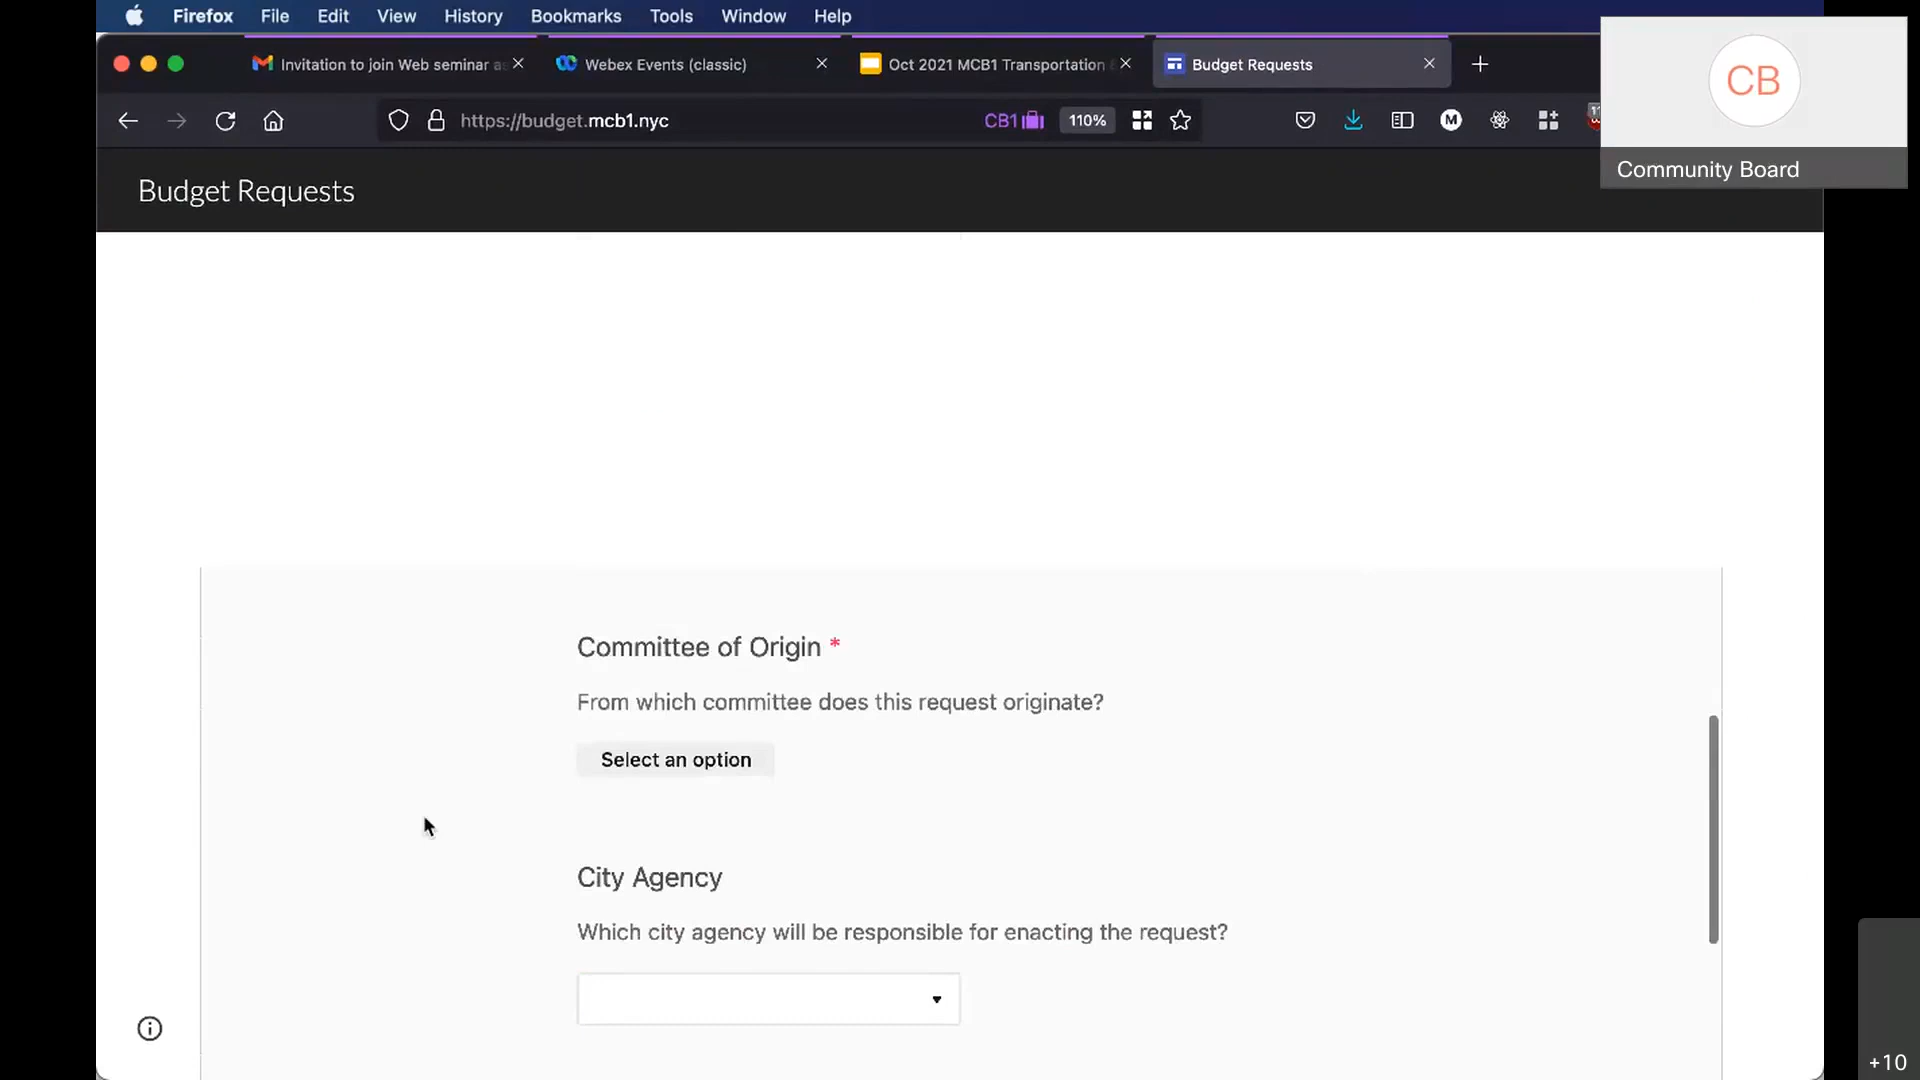 Firefox File Edit View History Bookmarks Tools Window Help
Invitation to join Web seminar as
Webex Events (classic)
Oct 2021 MCB1 Transportation
Budget Requests
https://budget.mcb1.nyc
CB1
110%
M
CB
Community Board
Budget Requests
Committee of Origin *
From which committee does this request originate?
Select an option
City Agency
Which city agency will be responsible for enacting the request?
+10